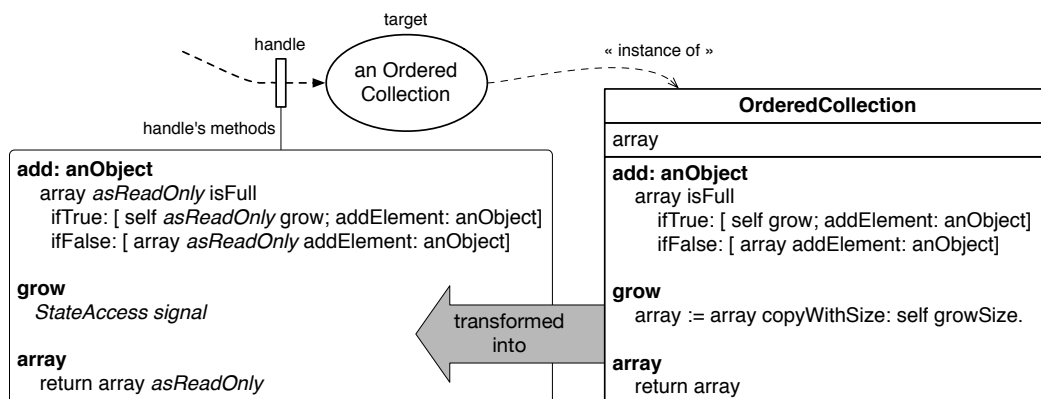 target
handle
« instance of »
an Ordered
Collection
handle's methods
add: anObject
array asReadOnly isFull
ifTrue: [ self asReadOnly grow; addElement: anObject]
ifFalse: [ array asReadOnly addElement: anObject]
grow
StateAccess signal
array
return array asReadOnly
transformed
into
OrderedCollection
array
add: anObject
array isFull
ifTrue: [ self grow; addElement: anObject]
ifFalse: [ array addElement: anObject]
grow
array := array copyWithSize: self growSize.
array
return array